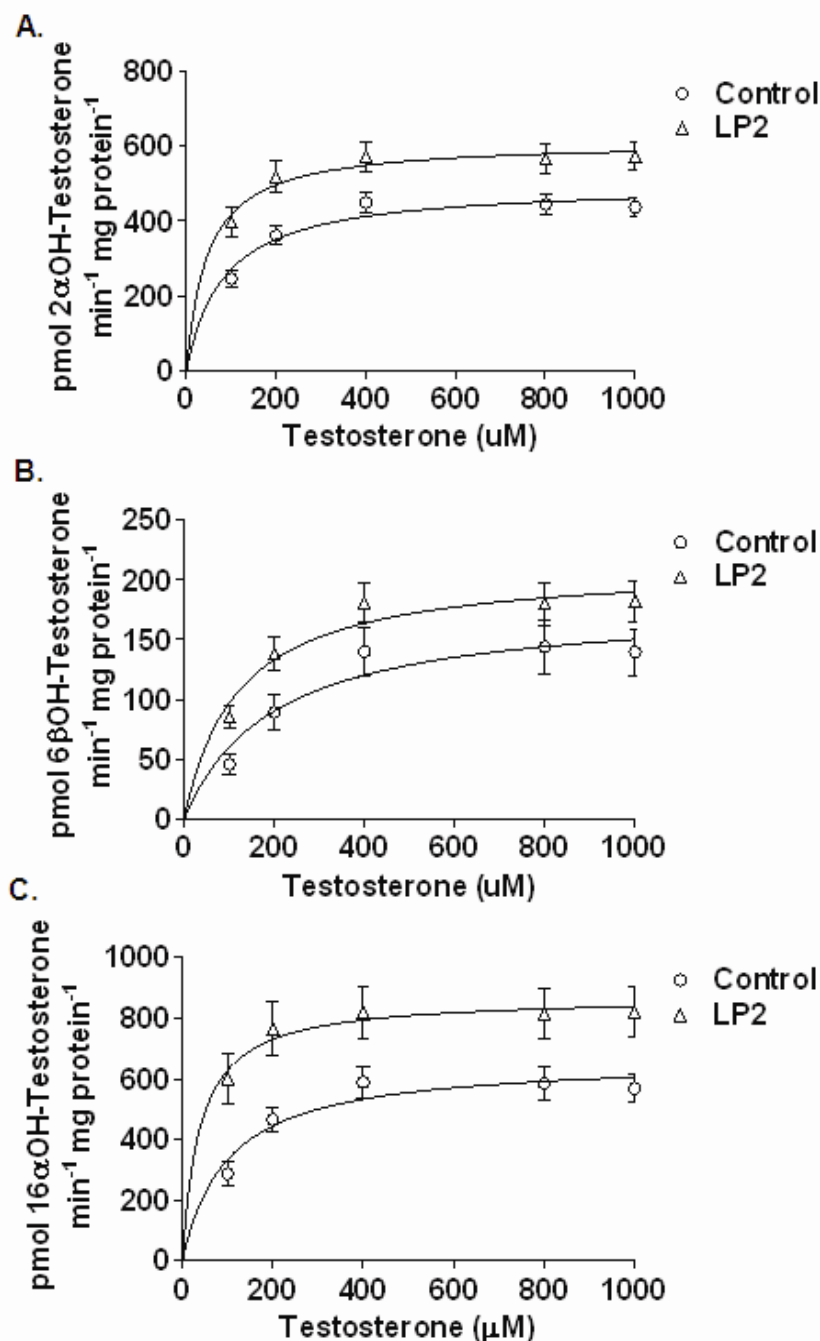 A.
pmol 2αOH-Testosterone
min⁻¹ mg protein⁻¹
800
600
400
200
0
0 200 400 600 800 1000
Testosterone (uM)
Control
LP2
B.
pmol 6βOH-Testosterone
min⁻¹ mg protein⁻¹
250
200
150
100
50
0
0 200 400 600 800 1000
Testosterone (uM)
Control
LP2
C.
pmol 16αOH-Testosterone
min⁻¹ mg protein⁻¹
1000
800
600
400
200
0
0 200 400 600 800 1000
Testosterone (μM)
Control
LP2